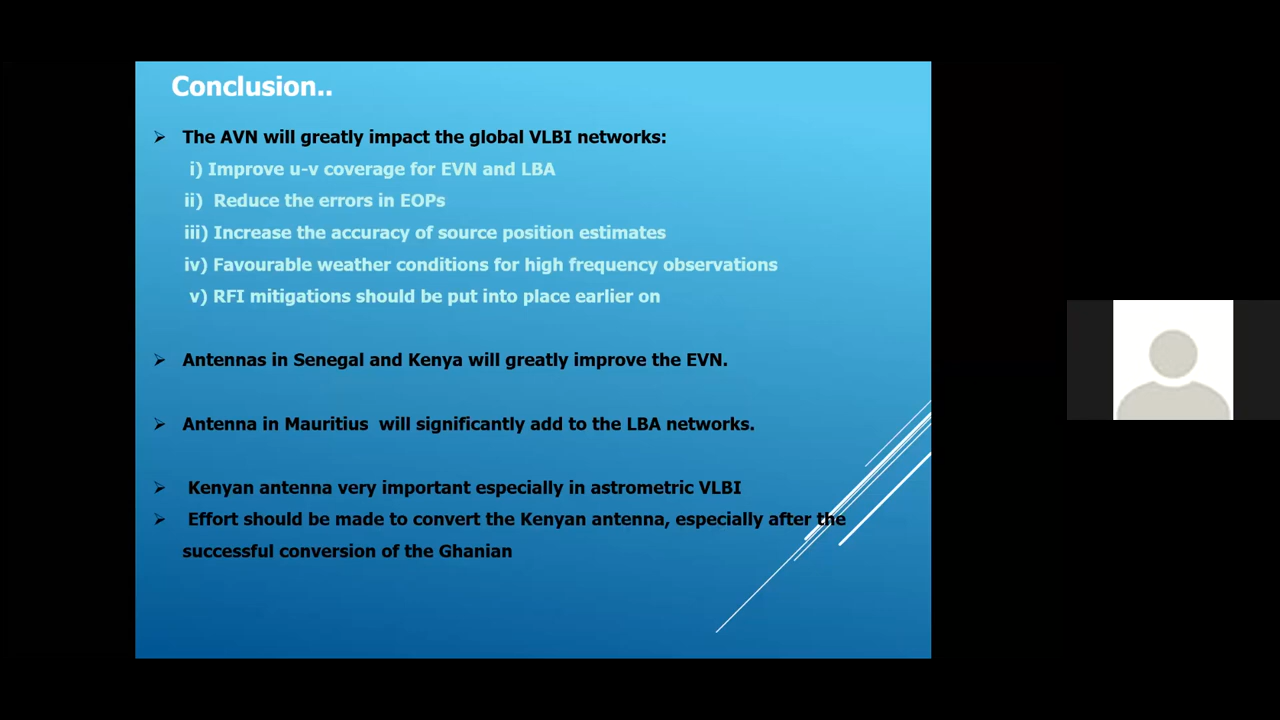 Conclusion..
The AVN will greatly impact the global VLBI networks:
i) Improve u-v coverage for EVN and LBA
ii) Reduce the errors in EOPs
iii) Increase the accuracy of source position estimates
iv) Favourable weather conditions for high frequency observations
v) RFI mitigations should be put into place earlier on
Antennas in Senegal and Kenya will greatly improve the EVN.
Antenna in Mauritius will significantly add to the LBA networks.
Kenyan antenna very important especially in astrometric VLBI
Effort should be made to convert the Kenyan antenna, especially after the
successful conversion of the Ghanian